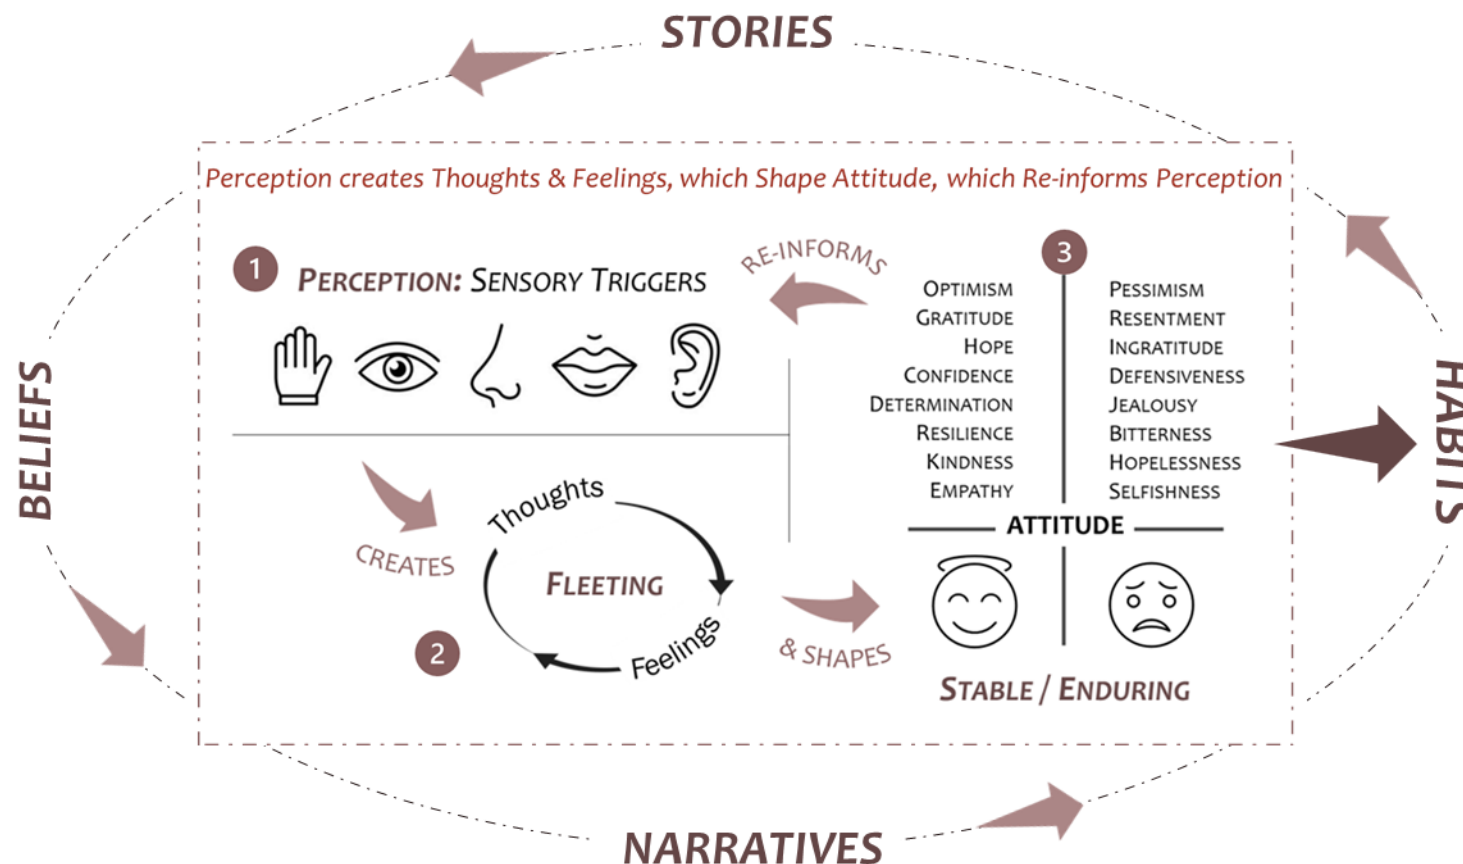 STORIES
Perception creates Thoughts & Feelings, which Shape Attitude, which Re-informs Perception
1
PERCEPTION: SENSORY TRIGGERS
RE-INFORMS
3
OPTIMISM
GRATITUDE
HOPE
CONFIDENCE
DETERMINATION
RESILIENCE
KINDNESS
EMPATHY
PESSIMISM
RESENTMENT
INGRATITUDE
DEFENSIVENESS
JEALOUSY
BITTERNESS
HOPELESSNESS
SELFISHNESS
ATTITUDE
STABLE / ENDURING
CREATES
Thoughts
FLEETING
Feelings
2
& SHAPES
BELIEFS
HABITS
NARRATIVES